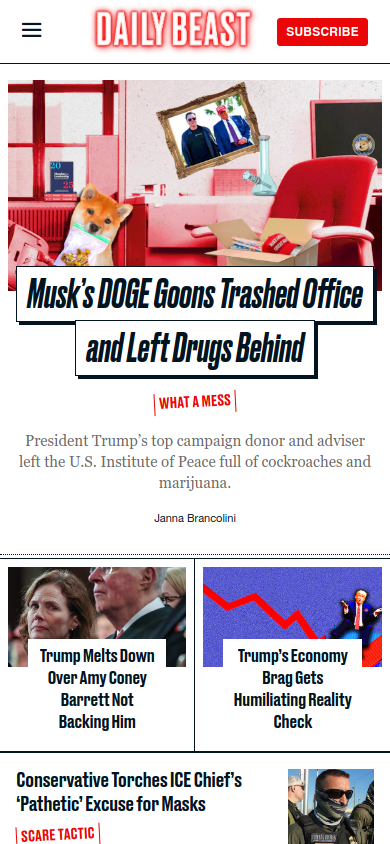 DAILY BEAST
SUBSCRIBE
20
25
Musk's DOGE Goons Trashed Office
and Left Drugs Behind
WHAT A MESS
President Trump's top campaign donor and adviser
left the U.S. Institute of Peace full of cockroaches and
marijuana.
Janna Brancolini
Trump Melts Down
Over Amy Coney
Barrett Not
Backing Him
Trump's Economy
Brag Gets
Humiliating Reality
Check
Conservative Torches ICE Chief's
'Pathetic' Excuse for Masks
SCARE TACTIC